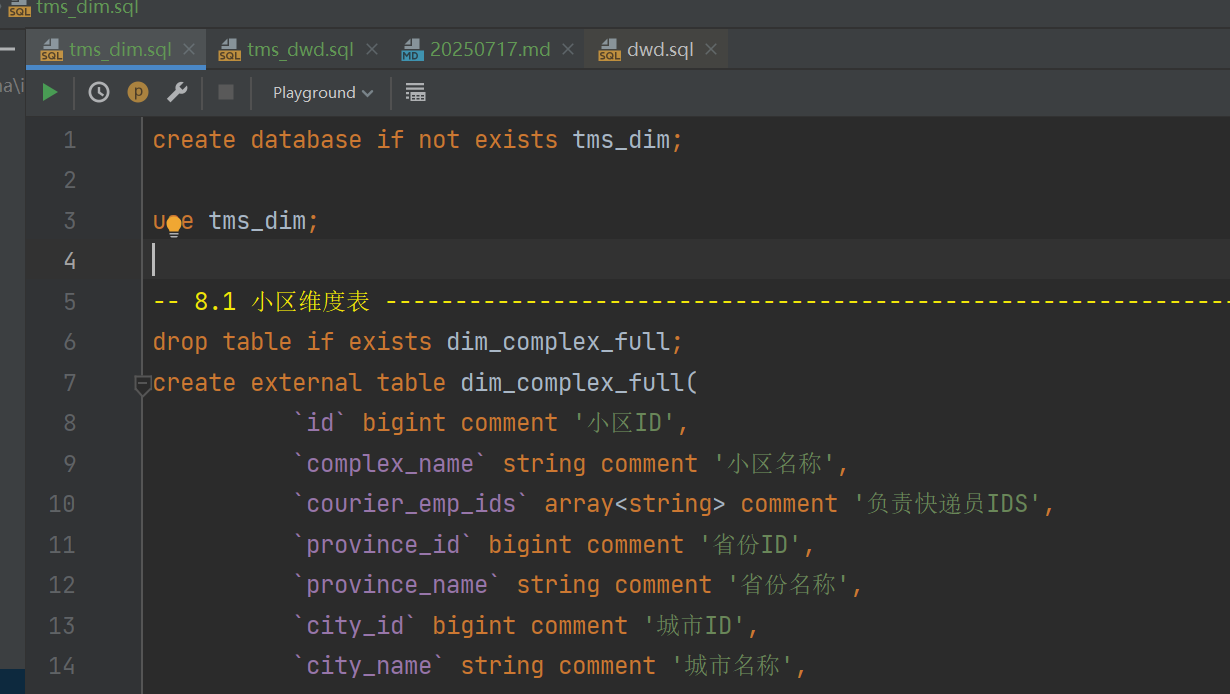 SQL tms_dim.sql
SQL tms_dim.sql SQL tms_dwd.sql MD 20250717.md SQL dwd.sql
p Playground
1 create database if not exists tms_dim;
2
3 use tms_dim;
4
5 -- 8.1 小区维度表 ------------------------------------------------------------
6 drop table if exists dim_complex_full;
7 create external table dim_complex_full(
8 `id` bigint comment '小区ID',
9 `complex_name` string comment '小区名称',
10 `courier_emp_ids` array<string> comment '负责快递员IDS',
11 `province_id` bigint comment '省份ID',
12 `province_name` string comment '省份名称',
13 `city_id` bigint comment '城市ID',
14 `city_name` string comment '城市名称',